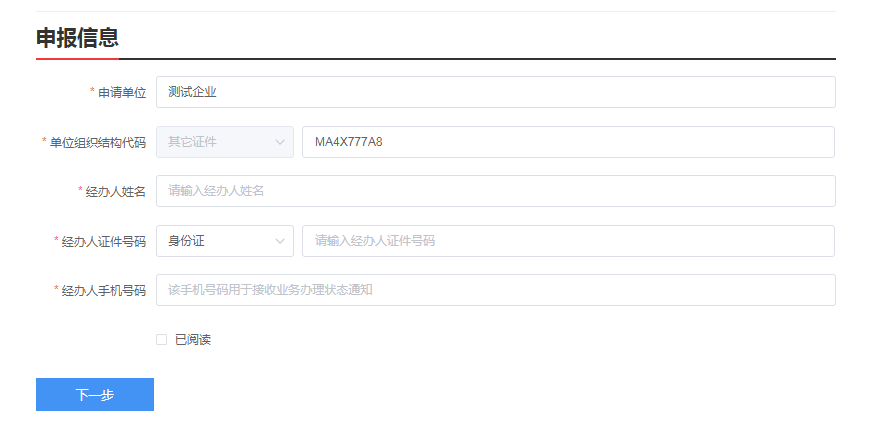 申报信息
* 申请单位 测试企业
* 单位组织结构代码 其它证件 MA4X777A8
* 经办人姓名 请输入经办人姓名
* 经办人证件号码 身份证 请输入经办人证件号码
* 经办人手机号码 该手机号码用于接收业务办理状态通知
已阅读
下一步